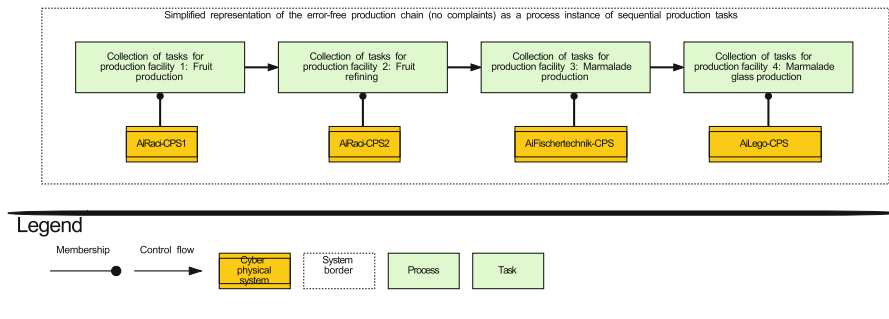 Simplified representation of the error-free production chain (no complaints) as a process instance of sequential production tasks
Collection of tasks for
production facility 1: Fruit
production
Collection of tasks for
production facility 2: Fruit
refining
Collection of tasks for
production facility 3: Marmalade
production
Collection of tasks for
production facility 4: Marmalade
glass production
AiRaci-CPS1
AiRaci-CPS2
AiFischertechnik-CPS
AiLego-CPS
Legend
Membership
Control flow
Cyber
physical
system
System
border
Process
Task